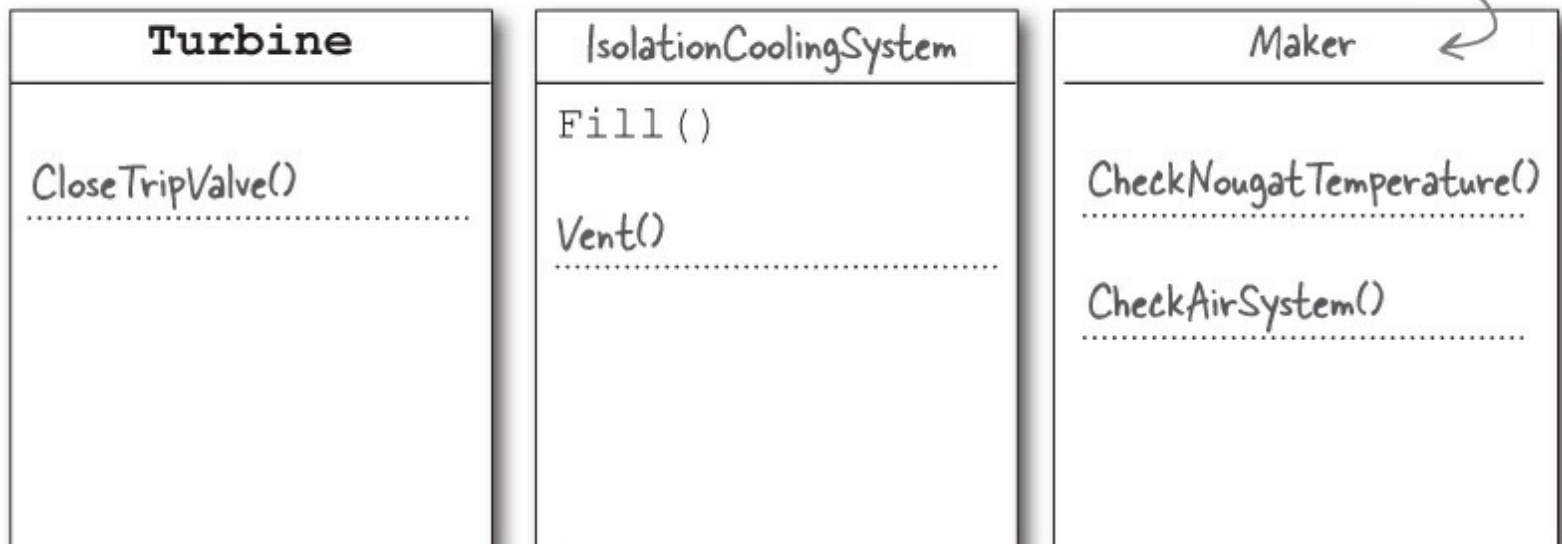 Turbine
CloseTripValve()
IsolationCoolingSystem
Fill()
Vent()
Maker
CheckNougatTemperature()
CheckAirSystem()